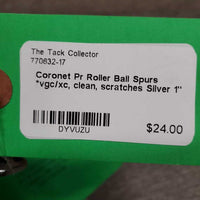 The Tack Collector
770832-17
Coronet Pr Roller Ball Spurs
*vgc/xc, clean, scratches Silver 1"
DYVUZU
$24.00